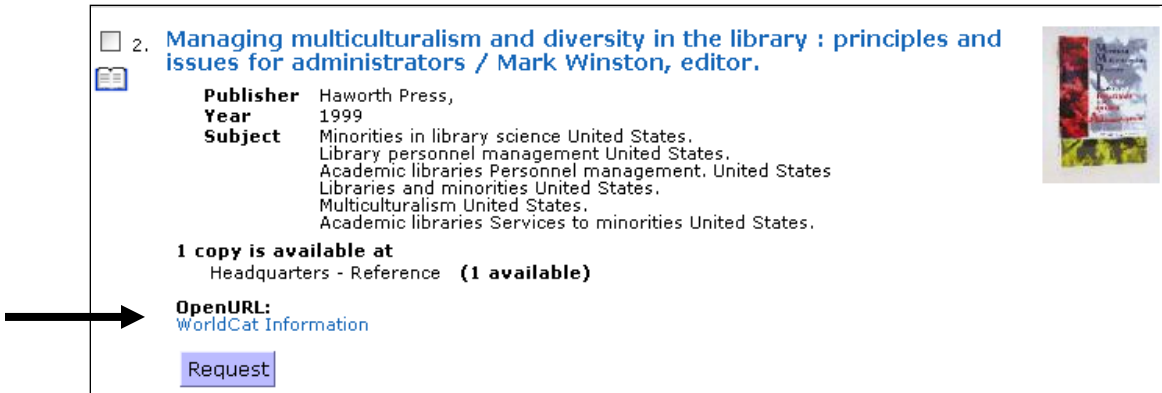 2. Managing multiculturalism and diversity in the library : principles and
issues for administrators / Mark Winston, editor.
Publisher Haworth Press,
Year 1999
Subject Minorities in library science United States.
Library personnel management United States.
Academic libraries Personnel management. United States
Libraries and minorities United States.
Multiculturalism United States.
Academic libraries Services to minorities United States.
1 copy is available at
Headquarters - Reference (1 available)
OpenURL:
WorldCat Information
Request